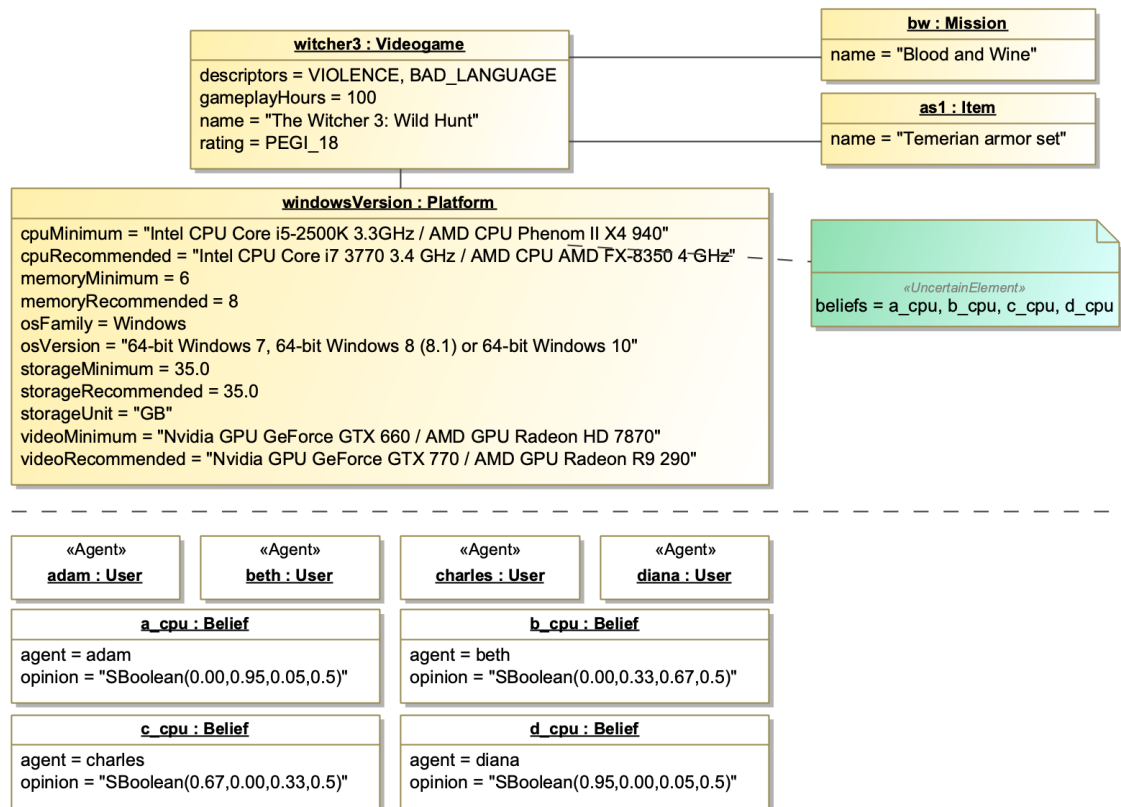 witcher3 : Videogame
descriptors = VIOLENCE, BAD_LANGUAGE
gameplayHours = 100
name = "The Witcher 3: Wild Hunt"
rating = PEGI_18
bw : Mission
name = "Blood and Wine"
as1 : Item
name = "Temerian armor set"
windowsVersion : Platform
cpuMinimum = "Intel CPU Core i5-2500K 3.3GHz / AMD CPU Phenom II X4 940"
cpuRecommended = "Intel CPU Core i7 3770 3.4 GHz / AMD CPU AMD FX-8350 4 GHz"
memoryMinimum = 6
memoryRecommended = 8
osFamily = Windows
osVersion = "64-bit Windows 7, 64-bit Windows 8 (8.1) or 64-bit Windows 10"
storageMinimum = 35.0
storageRecommended = 35.0
storageUnit = "GB"
videoMinimum = "Nvidia GPU GeForce GTX 660 / AMD GPU Radeon HD 7870"
videoRecommended = "Nvidia GPU GeForce GTX 770 / AMD GPU Radeon R9 290"
«UncertainElement»
beliefs = a_cpu, b_cpu, c_cpu, d_cpu
«Agent»
adam : User
«Agent»
beth : User
«Agent»
charles : User
«Agent»
diana : User
a_cpu : Belief
agent = adam
opinion = "SBoolean(0.00,0.95,0.05,0.5)"
b_cpu : Belief
agent = beth
opinion = "SBoolean(0.00,0.33,0.67,0.5)"
c_cpu : Belief
agent = charles
opinion = "SBoolean(0.67,0.00,0.33,0.5)"
d_cpu : Belief
agent = diana
opinion = "SBoolean(0.95,0.00,0.05,0.5)"